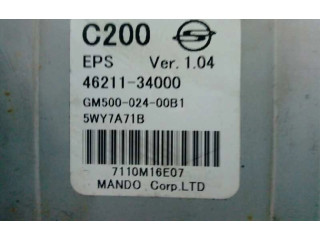 C200
EPS Ver. 1.04
46211-34000
GM500-024-00B1
5WY7A71B
7110M16E07
MANDO Corp.LTD